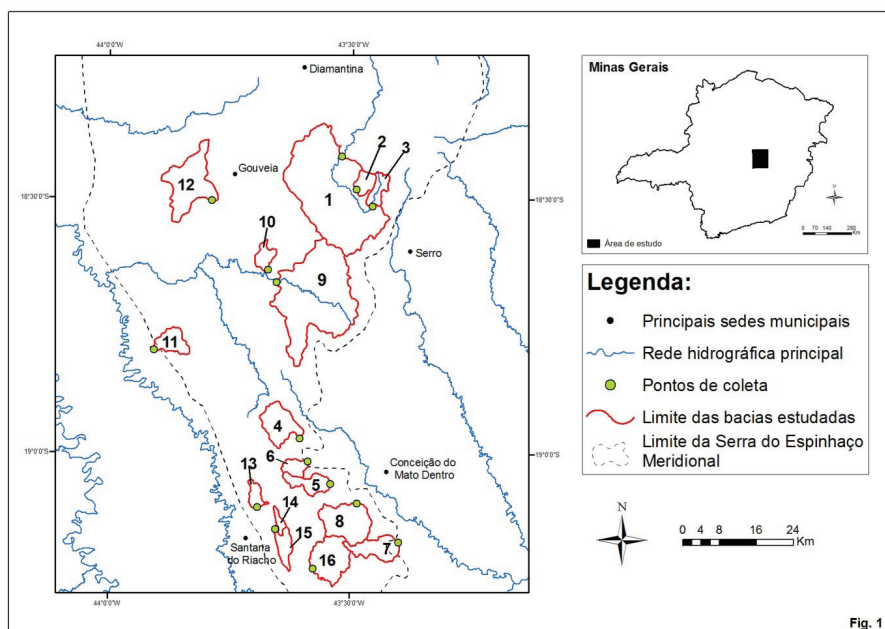 44°0'0"W
43°30'0"W
Diamantina
2
3
Gouveia
12
1
18°30'0"S
18°30'0"S
10
Serro
9
11
4
19°0'0"S
19°0'0"S
6
Conceição do
Mato Dentro
13
5
14
8
15
Santana
do Riacho
7
16
44°0'0"W
43°30'0"W
Minas Gerais
N
Área de estudo
0 70 140 280
Km
Legenda:
Principais sedes municipais
Rede hidrográfica principal
Pontos de coleta
Limite das bacias estudadas
Limite da Serra do Espinhaço
Meridional
N
0 4 8 16 24
Km
Fig. 1